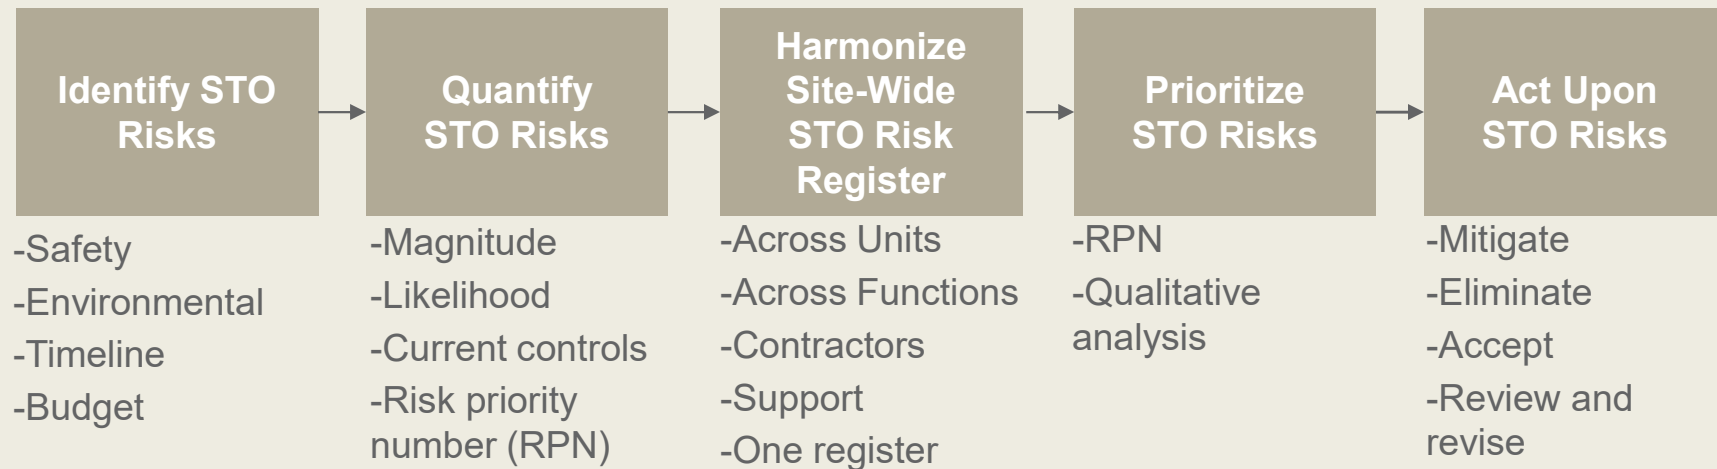 Identify STO
Risks
Quantify
STO Risks
Harmonize
Site-Wide
STO Risk
Register
Prioritize
STO Risks
Act Upon
STO Risks
-Safety
-Environmental
-Timeline
-Budget
-Magnitude
-Likelihood
-Current controls
-Risk priority
number (RPN)
-Across Units
-Across Functions
-Contractors
-Support
-One register
-RPN
-Qualitative
analysis
-Mitigate
-Eliminate
-Accept
-Review and
revise